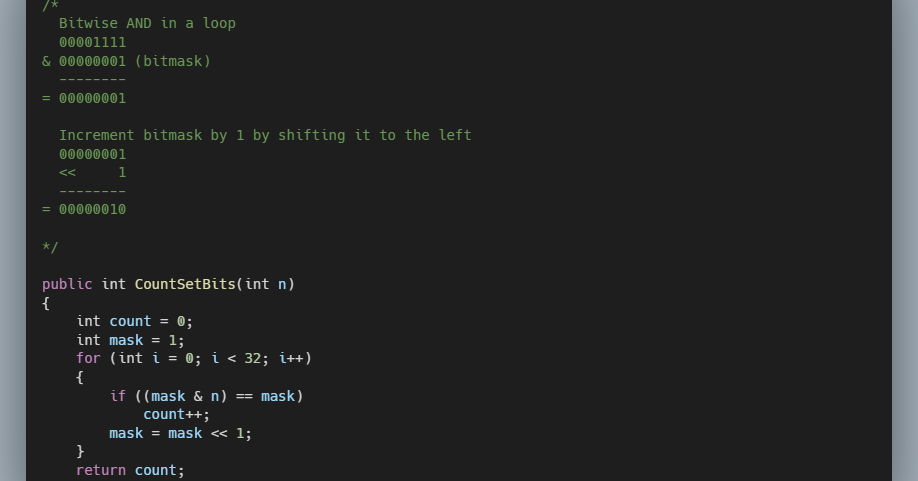 /*
  Bitwise AND in a loop
  00001111
& 00000001 (bitmask)
  --------
= 00000001

  Increment bitmask by 1 by shifting it to the left
  00000001
  <<     1
  --------
= 00000010

*/

public int CountSetBits(int n)
{
    int count = 0;
    int mask = 1;
    for (int i = 0; i < 32; i++)
    {
        if ((mask & n) == mask)
            count++;
        mask = mask << 1;
    }
    return count;